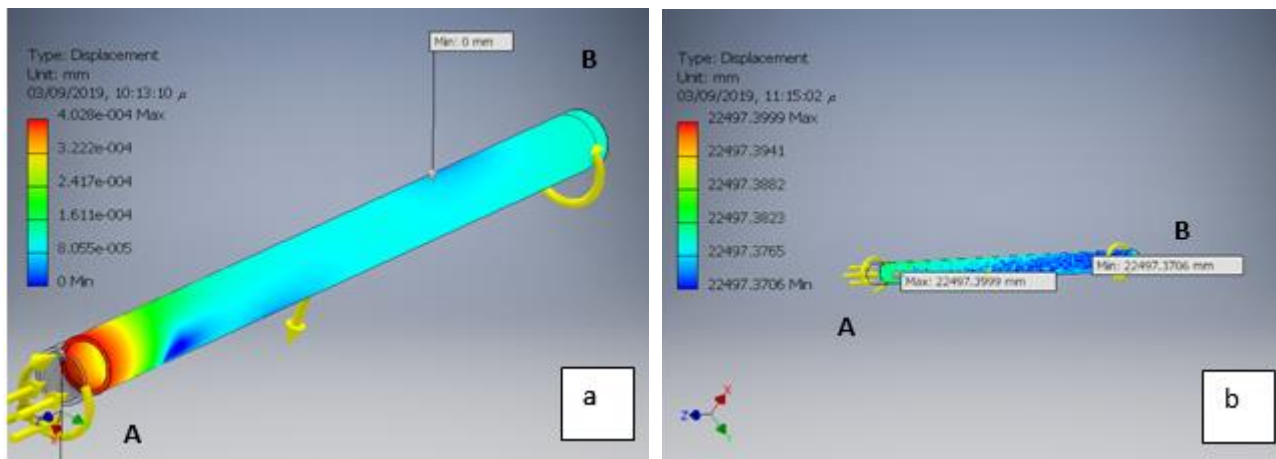 Type: Displacement
Unit: mm
03/09/2019, 10:13:10 μ
4.028e-004 Max
3.222e-004
2.417e-004
1.611e-004
8.055e-005
0 Min
Min: 0 mm
B
A
a
Type: Displacement
Unit: mm
03/09/2019, 11:15:02 μ
22497.3999 Max
22497.3941
22497.3882
22497.3823
22497.3765
22497.3706 Min
B
Min: 22497.3706 mm
Max: 22497.3999 mm
A
X
Z
Y
b